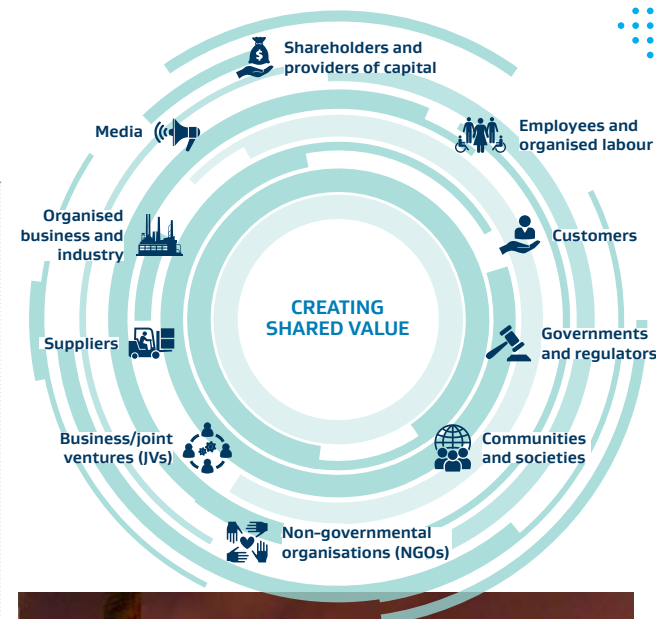 Shareholders and
providers of capital
Employees and
organised labour
Customers
Governments
and regulators
Communities
and societies
Non-governmental
organisations (NGOs)
Business/joint
ventures (JVs)
Suppliers
Organised
business and
industry
Media
CREATING
SHARED VALUE